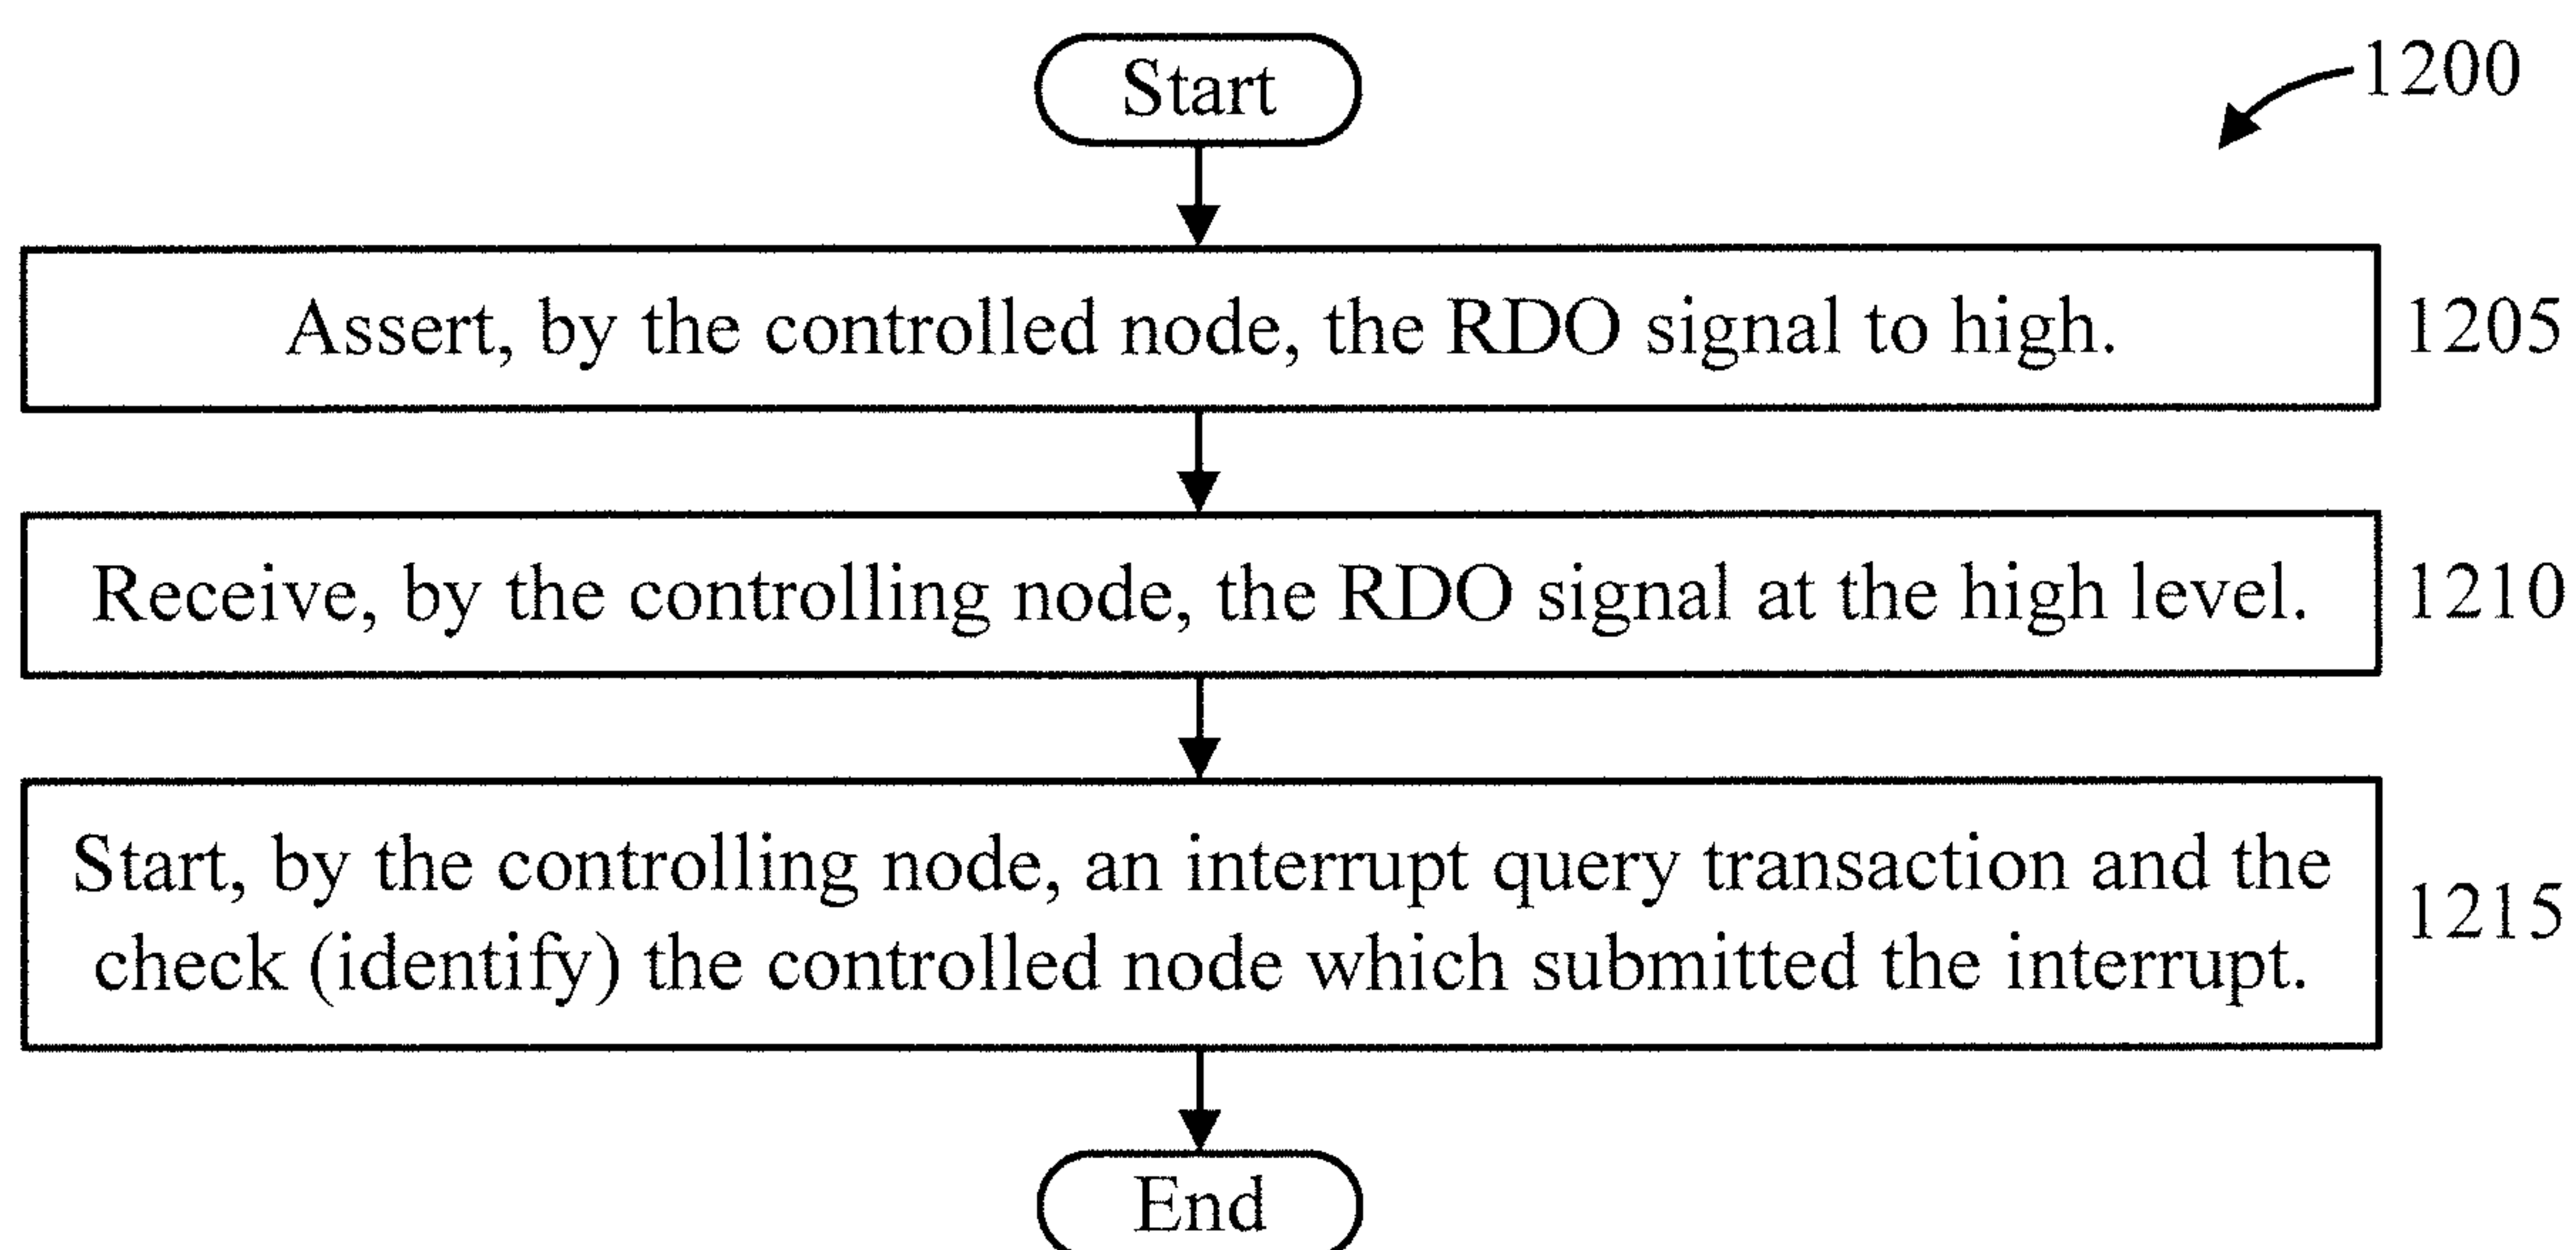 Start
1200
Assert, by the controlled node, the RDO signal to high.
1205
Receive, by the controlling node, the RDO signal at the high level.
1210
Start, by the controlling node, an interrupt query transaction and the
check (identify) the controlled node which submitted the interrupt.
1215
End